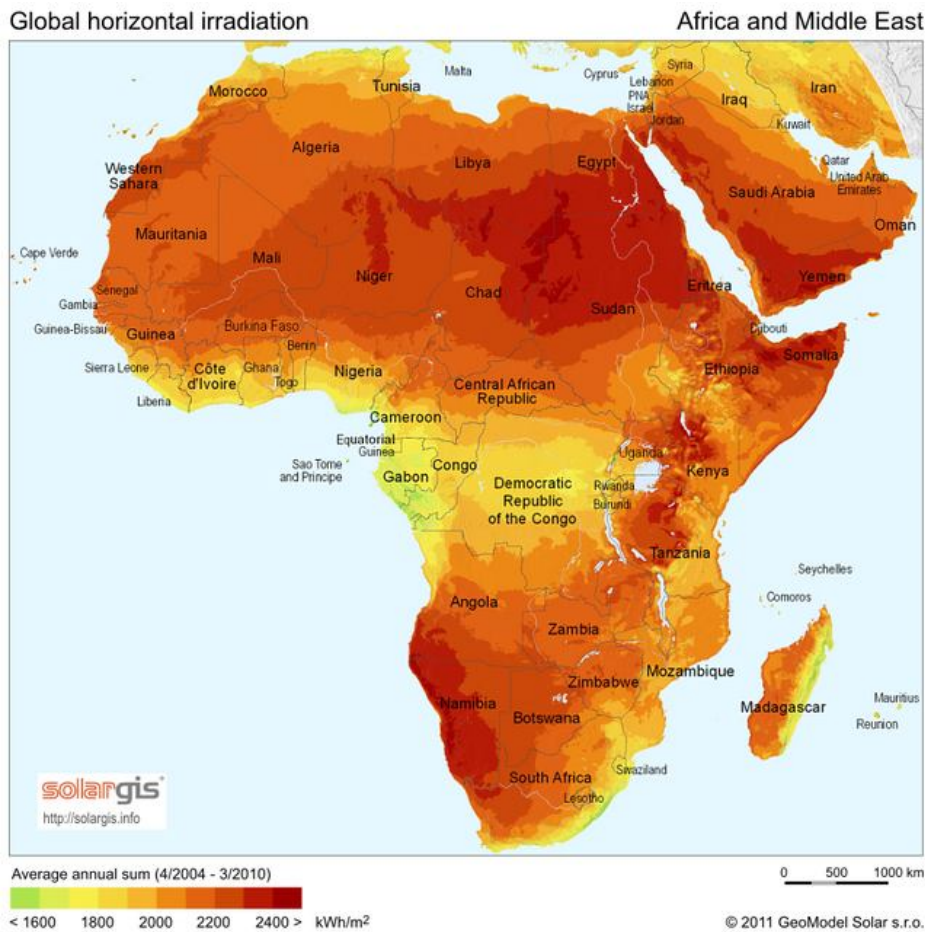 Global horizontal irradiation
Africa and Middle East
Malta
Cyprus
Syria
Lebanon
PNA
Israel
Jordan
Iraq
Iran
Kuwait
Morocco
Tunisia
Algeria
Libya
Egypt
Qatar
United Arab
Emirates
Western
Sahara
Saudi Arabia
Oman
Mauritania
Cape Verde
Mali
Niger
Chad
Sudan
Eritrea
Yemen
Senegal
Gambia
Guinea-Bissau
Guinea
Burkina Faso
Benin
Djibouti
Somalia
Sierra Leone
Côte
d'Ivoire
Ghana
Togo
Nigeria
Ethiopia
Central African
Republic
Liberia
Cameroon
Equatorial
Guinea
Sao Tome
and Principe
Gabon
Congo
Uganda
Kenya
Democratic
Republic
of the Congo
Rwanda
Burundi
Tanzania
Seychelles
Comoros
Angola
Zambia
Mozambique
Zimbabwe
Namibia
Botswana
Madagascar
Mauritius
Reunion
South Africa
Swaziland
Lesotho
solargis
http://solargis.info
Average annual sum (4/2004 - 3/2010)
< 1600 1800 2000 2200 2400 > kWh/m²
0 500 1000 km
© 2011 GeoModel Solar s.r.o.